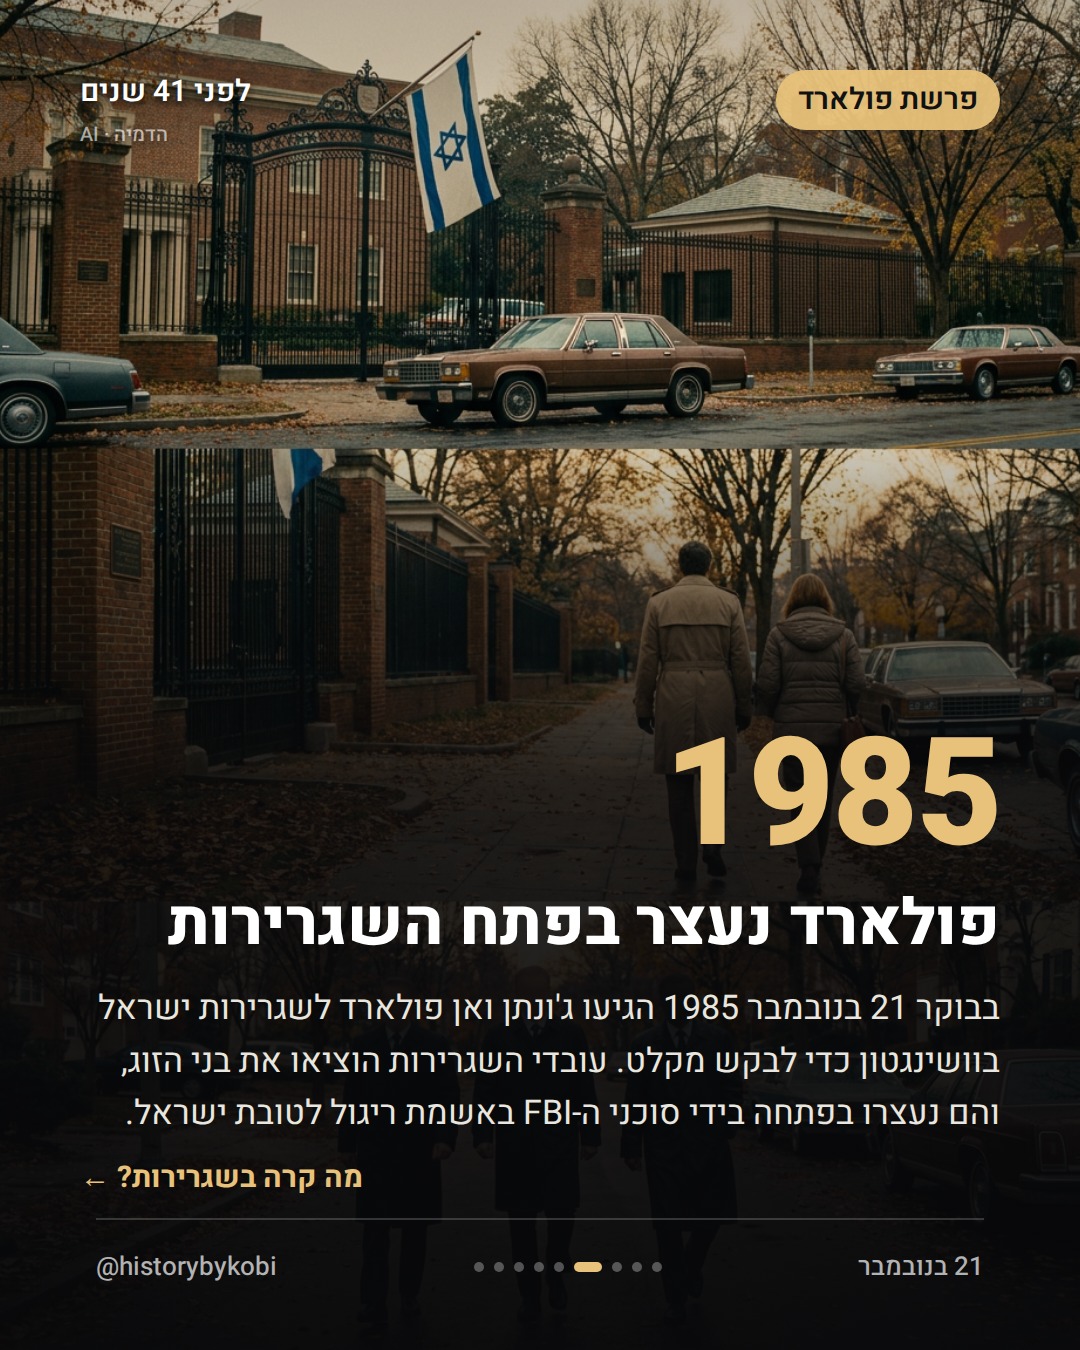 פרשת פולארד
לפני 41 שנים
הדמיה · AI
1985
פולארד נעצר בפתח השגרירות
בבוקר 21 בנובמבר 1985 הגיעו ג'ונתן ואן פולארד לשגרירות ישראל
בוושינגטון כדי לבקש מקלט. עובדי השגרירות הוציאו את בני הזוג,
והם נעצרו בפתחה בידי סוכני ה-FBI באשמת ריגול לטובת ישראל.
מה קרה בשגרירות? ←
21 בנובמבר
@historybykobi